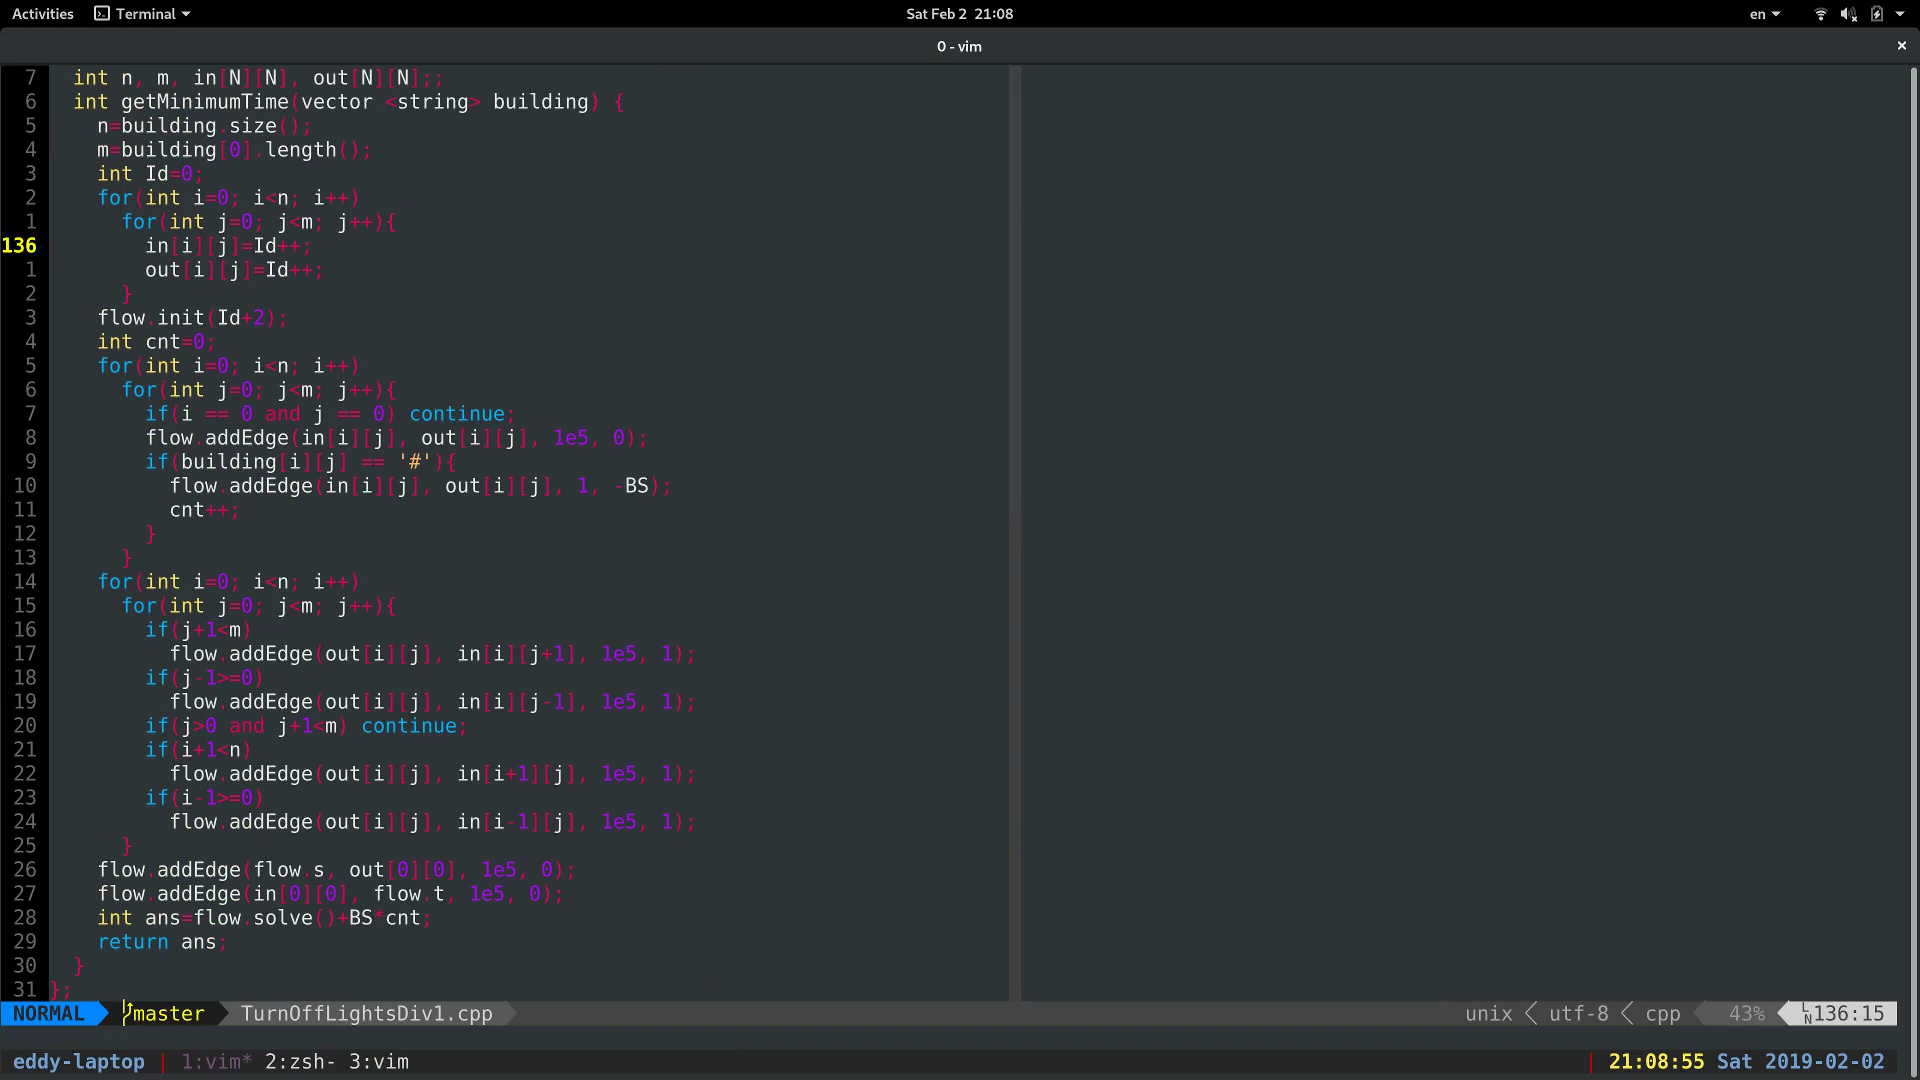 Activities Terminal Sat Feb 2 21:08 en
0 - vim
7 int n, m, in[N][N], out[N][N];;
6 int getMinimumTime(vector <string> building) {
5 n=building.size();
4 m=building[0].length();
3 int Id=0;
2 for(int i=0; i<n; i++)
1 for(int j=0; j<m; j++){
136 in[i][j]=Id++;
1 out[i][j]=Id++;
2 }
3 flow.init(Id+2);
4 int cnt=0;
5 for(int i=0; i<n; i++)
6 for(int j=0; j<m; j++){
7 if(i == 0 and j == 0) continue;
8 flow.addEdge(in[i][j], out[i][j], 1e5, 0);
9 if(building[i][j] == '#'){
10 flow.addEdge(in[i][j], out[i][j], 1, -BS);
11 cnt++;
12 }
13 }
14 for(int i=0; i<n; i++)
15 for(int j=0; j<m; j++){
16 if(j+1<m)
17 flow.addEdge(out[i][j], in[i][j+1], 1e5, 1);
18 if(j-1>=0)
19 flow.addEdge(out[i][j], in[i][j-1], 1e5, 1);
20 if(j>0 and j+1<m) continue;
21 if(i+1<n)
22 flow.addEdge(out[i][j], in[i+1][j], 1e5, 1);
23 if(i-1>=0)
24 flow.addEdge(out[i][j], in[i-1][j], 1e5, 1);
25 }
26 flow.addEdge(flow.s, out[0][0], 1e5, 0);
27 flow.addEdge(in[0][0], flow.t, 1e5, 0);
28 int ans=flow.solve()+BS*cnt;
29 return ans;
30 }
31 };
NORMAL master TurnOffLightsDiv1.cpp unix utf-8 cpp 43% LN 136:15
eddy-laptop 1:vim* 2:zsh- 3:vim 21:08:55 Sat 2019-02-02